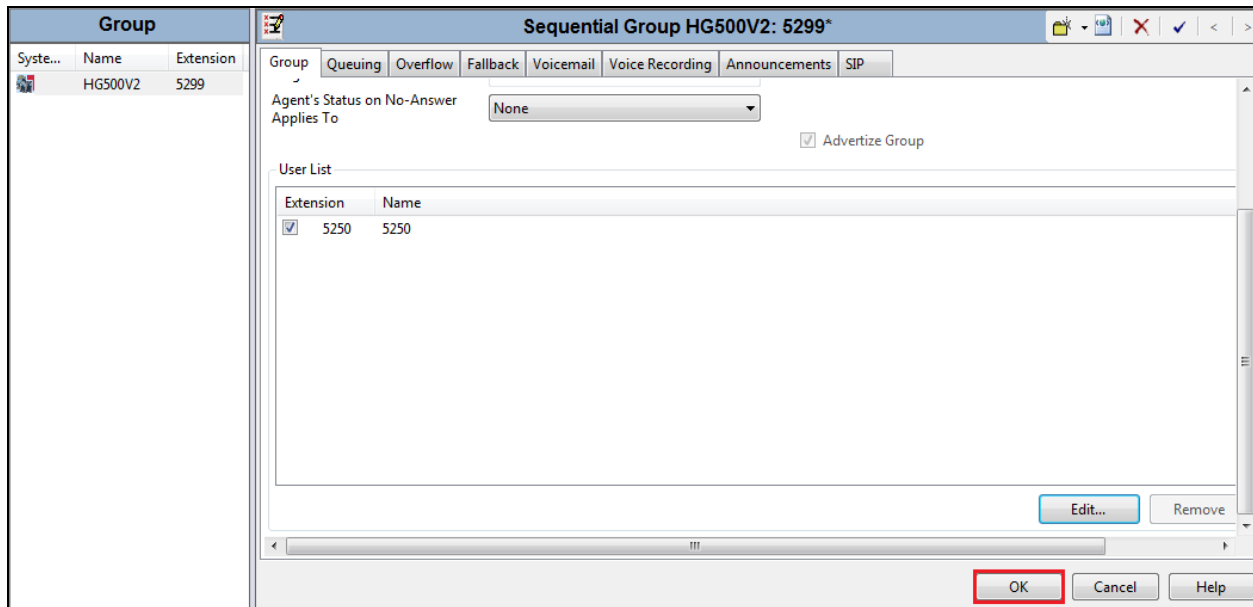 Group
Sequential Group HG500V2: 5299*
Syste... Name Extension
HG500V2 5299
Group Queuing Overflow Fallback Voicemail Voice Recording Announcements SIP
Agent's Status on No-Answer
Applies To
None
Advertize Group
User List
Extension Name
5250 5250
Edit... Remove
OK Cancel Help